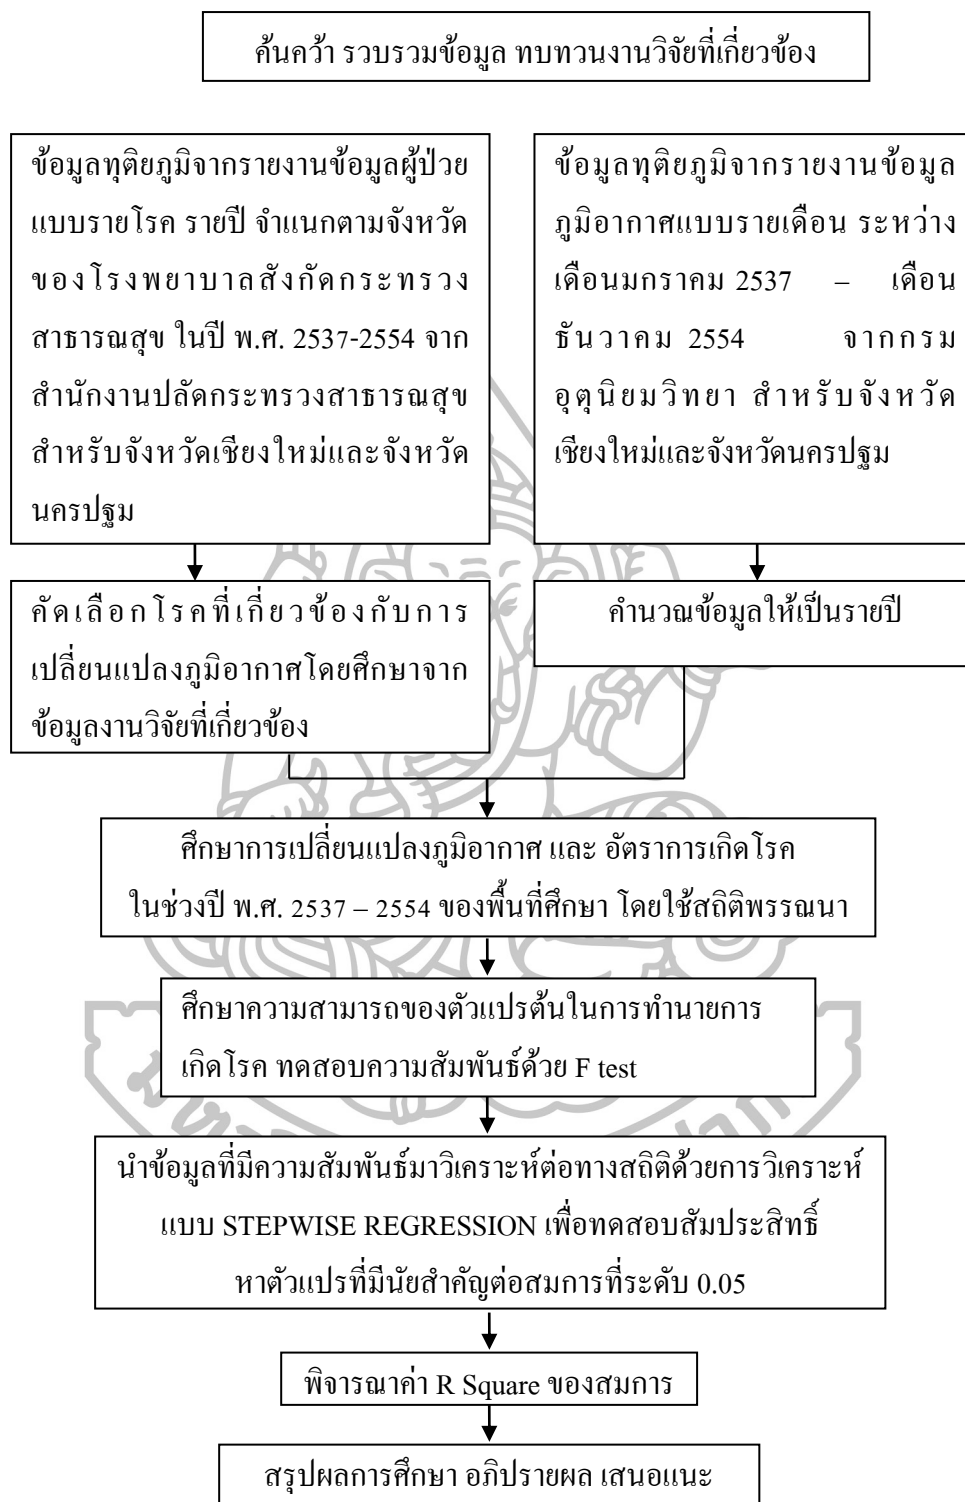 ค้นคว้า รวบรวมข้อมูล ทบทวนงานวิจัยที่เกี่ยวข้อง
ข้อมูลทุติยภูมิจากรายงานข้อมูลผู้ป่วย
แบบรายโรค รายปี จำแนกตามจังหวัด
ของโรงพยาบาลสังกัดกระทรวง
สาธารณสุข ในปี พ.ศ. 2537-2554 จาก
สำนักงานปลัดกระทรวงสาธารณสุข
สำหรับจังหวัดเชียงใหม่และจังหวัด
นครปฐม
ข้อมูลทุติยภูมิจากรายงานข้อมูล
ภูมิอากาศแบบรายเดือน ระหว่าง
เดือนมกราคม 2537 – เดือน
ธันวาคม 2554 จากกรม
อุตุนิยมวิทยา สำหรับจังหวัด
เชียงใหม่และจังหวัดนครปฐม
คัดเลือกโรคที่เกี่ยวข้องกับการ
เปลี่ยนแปลงภูมิอากาศโดยศึกษาจาก
ข้อมูลงานวิจัยที่เกี่ยวข้อง
คำนวณข้อมูลให้เป็นรายปี
ศึกษาการเปลี่ยนแปลงภูมิอากาศ และ อัตราการเกิดโรค
ในช่วงปี พ.ศ. 2537 – 2554 ของพื้นที่ศึกษา โดยใช้สถิติพรรณนา
ศึกษาความสามารถของตัวแปรต้นในการทำนายการ
เกิดโรค ทดสอบความสัมพันธ์ด้วย F test
นำข้อมูลที่มีความสัมพันธ์มาวิเคราะห์ต่อทางสถิติด้วยการวิเคราะห์
แบบ STEPWISE REGRESSION เพื่อทดสอบสัมประสิทธิ์
หาตัวแปรที่มีนัยสำคัญต่อสมการที่ระดับ 0.05
พิจารณาค่า R Square ของสมการ
สรุปผลการศึกษา อภิปรายผล เสนอแนะ